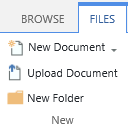 BROWSE FILES
New Document
Upload Document
New Folder
New